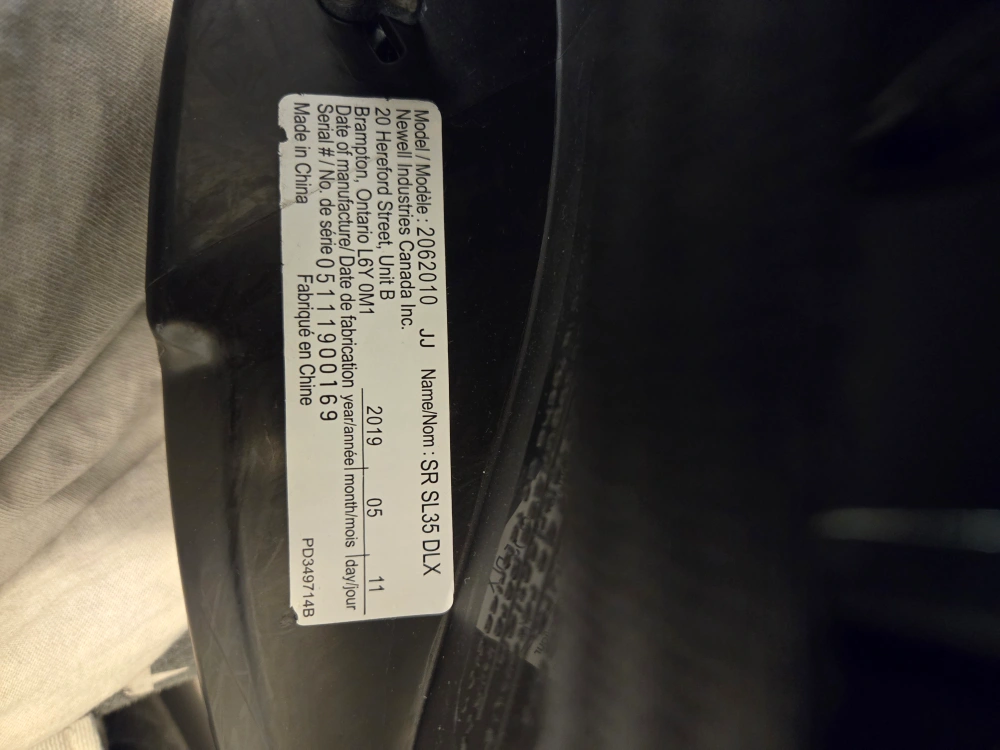 Model / Modèle : 2062010 JJ Name/Nom : SR SL35 DLX
Newell Industries Canada Inc.
20 Hereford Street, Unit B
Brampton, Ontario L6Y 0M1 2019 05 11
Date of manufacture/ Date de fabrication year/année month/mois day/jour
Serial # / No. de série 05111900169
Made in China Fabriqué en Chine PD349714B